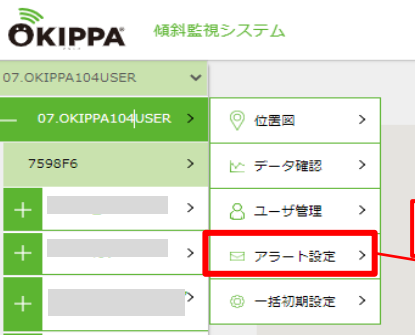 OKIPPA 傾斜監視システム
07.OKIPPA104USER
07.OKIPPA104USER
7598F6
位置図
データ確認
ユーザ管理
アラート設定
一括初期設定